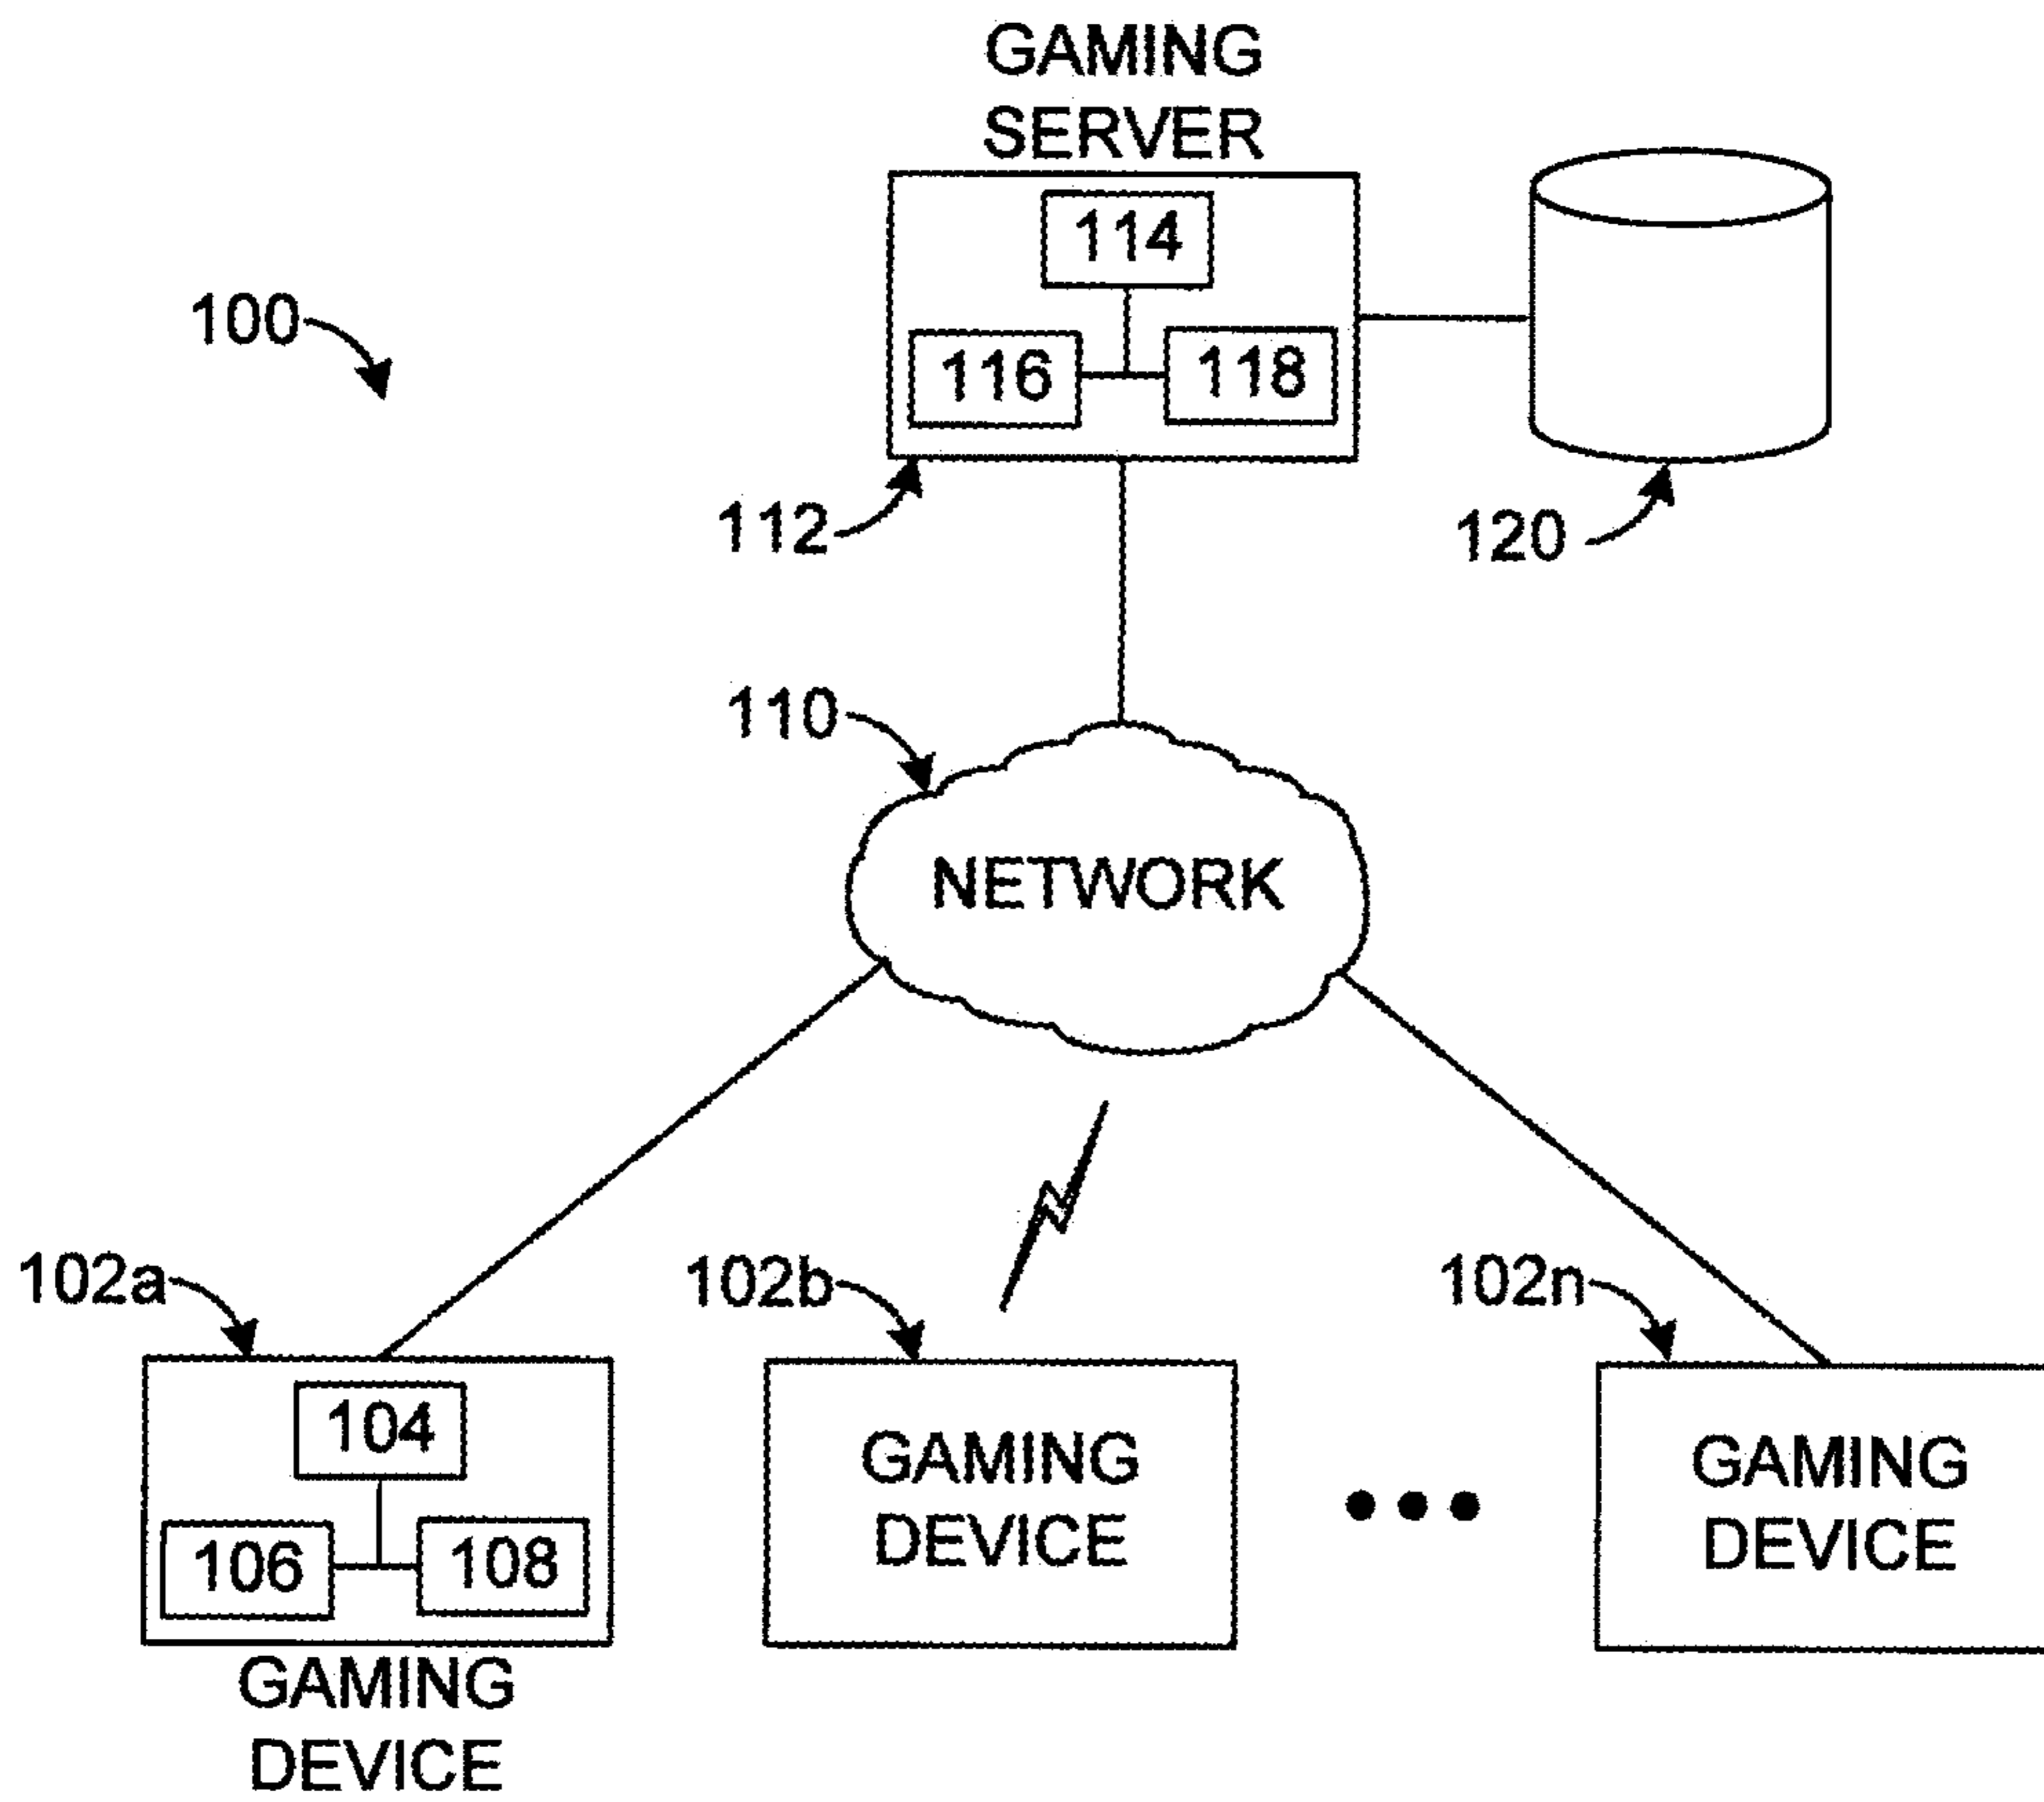 GAMING
SERVER
114
100
116
118
112
120
110
NETWORK
102a
102b
102n
104
106
108
GAMING
DEVICE
GAMING
DEVICE
GAMING
DEVICE